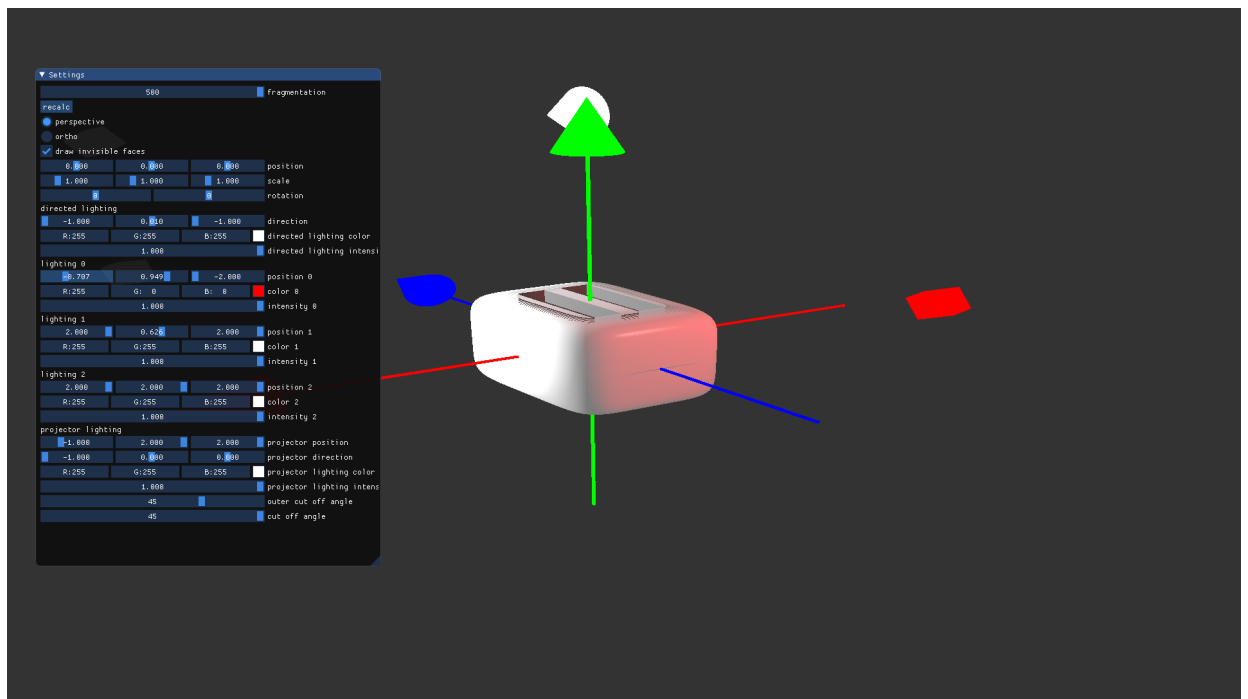 Settings
500 fragmentation
recalc
perspective
ortho
draw invisible faces
0.000 0.000 0.000 position
1.000 1.000 1.000 scale
0 0 rotation
directed lighting
-1.000 0.010 -1.000 direction
R:255 G:255 B:255 directed lighting color
1.000 directed lighting intensi
lighting 0
-0.707 0.949 -2.000 position 0
R:255 G: 0 B: 0 color 0
1.000 intensity 0
lighting 1
2.000 0.626 2.000 position 1
R:255 G:255 B:255 color 1
1.000 intensity 1
lighting 2
2.000 2.000 2.000 position 2
R:255 G:255 B:255 color 2
1.000 intensity 2
projector lighting
-1.000 2.000 2.000 projector position
-1.000 0.000 0.000 projector direction
R:255 G:255 B:255 projector lighting color
1.000 projector lighting intens
45 outer cut off angle
45 cut off angle